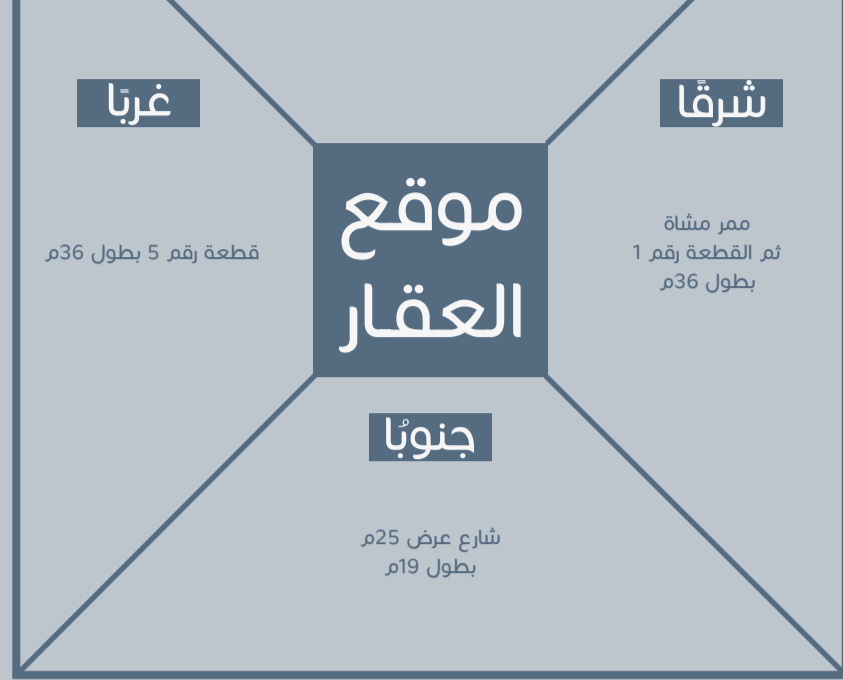 شرقًا
ممر مشاة
ثم القطعة رقم 1
بطول 36م
غربًا
قطعة رقم 5 بطول 36م
موقع
العقار
جنوبًا
شارع عرض 25م
بطول 19م